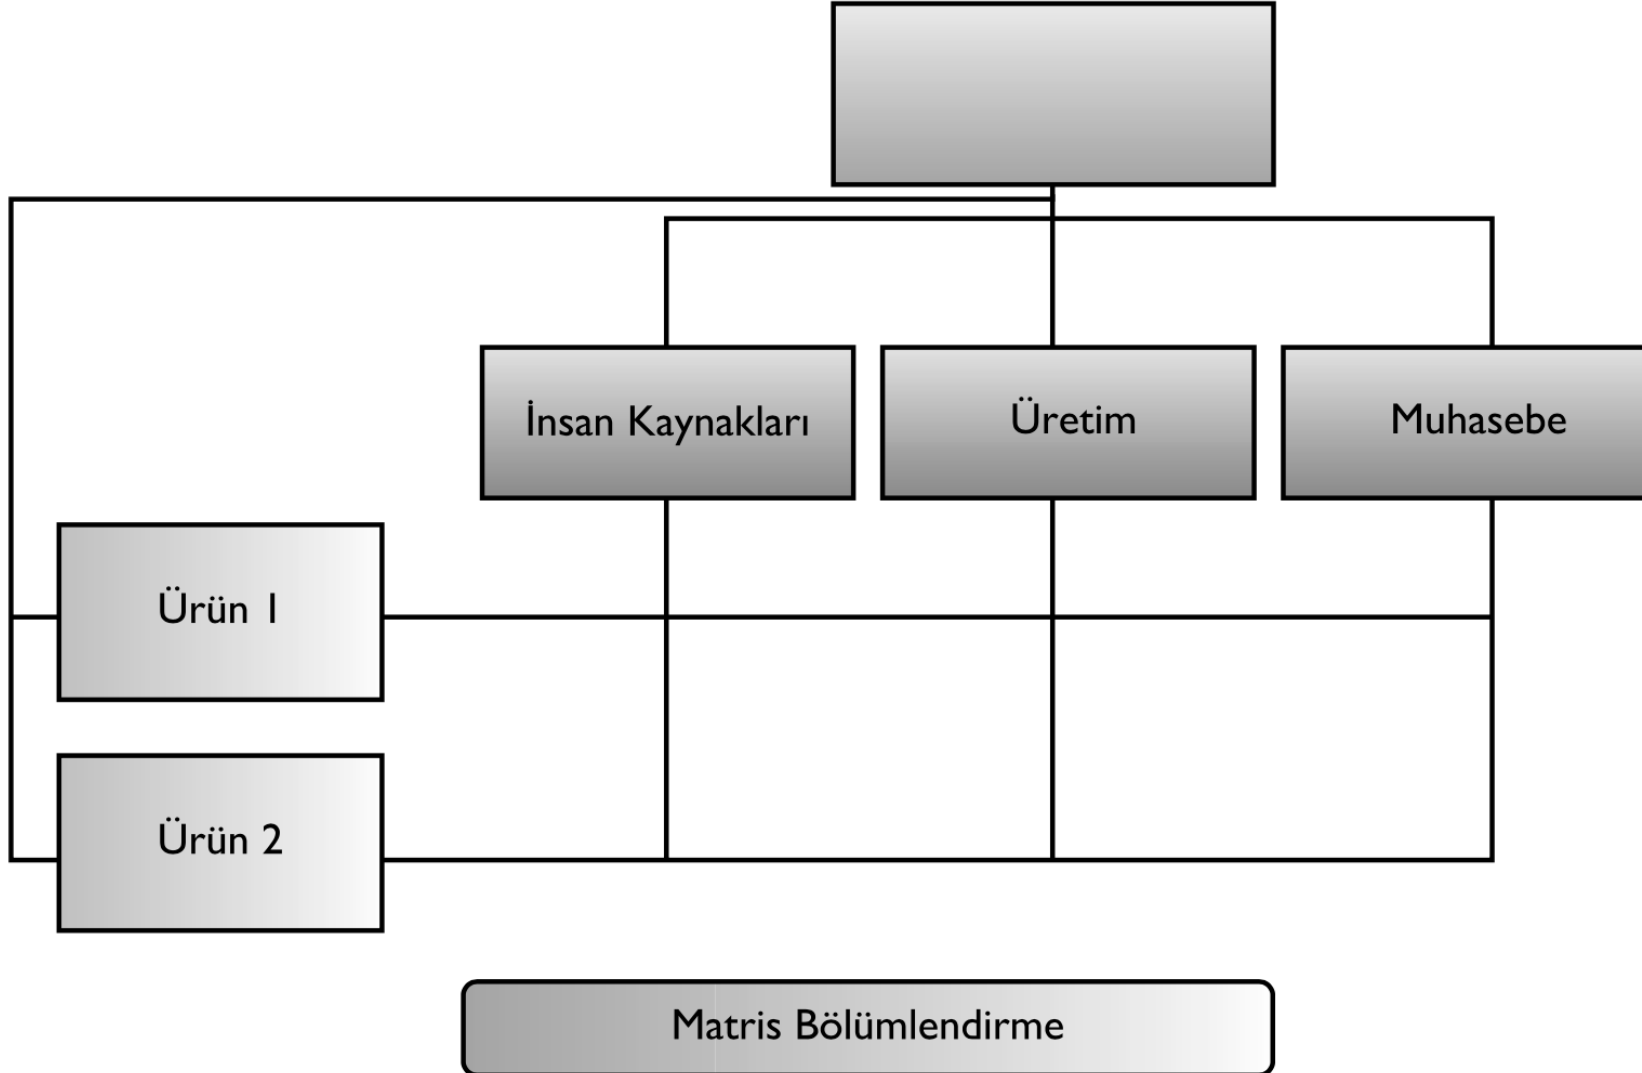 İnsan Kaynakları
Üretim
Muhasebe
Ürün 1
Ürün 2
Matris Bölümlendirme